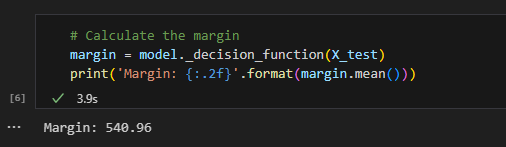 # Calculate the margin
margin = model._decision_function(X_test)
print('Margin: {:.2f}'.format(margin.mean()))
[6]
3.9s
Margin: 540.96